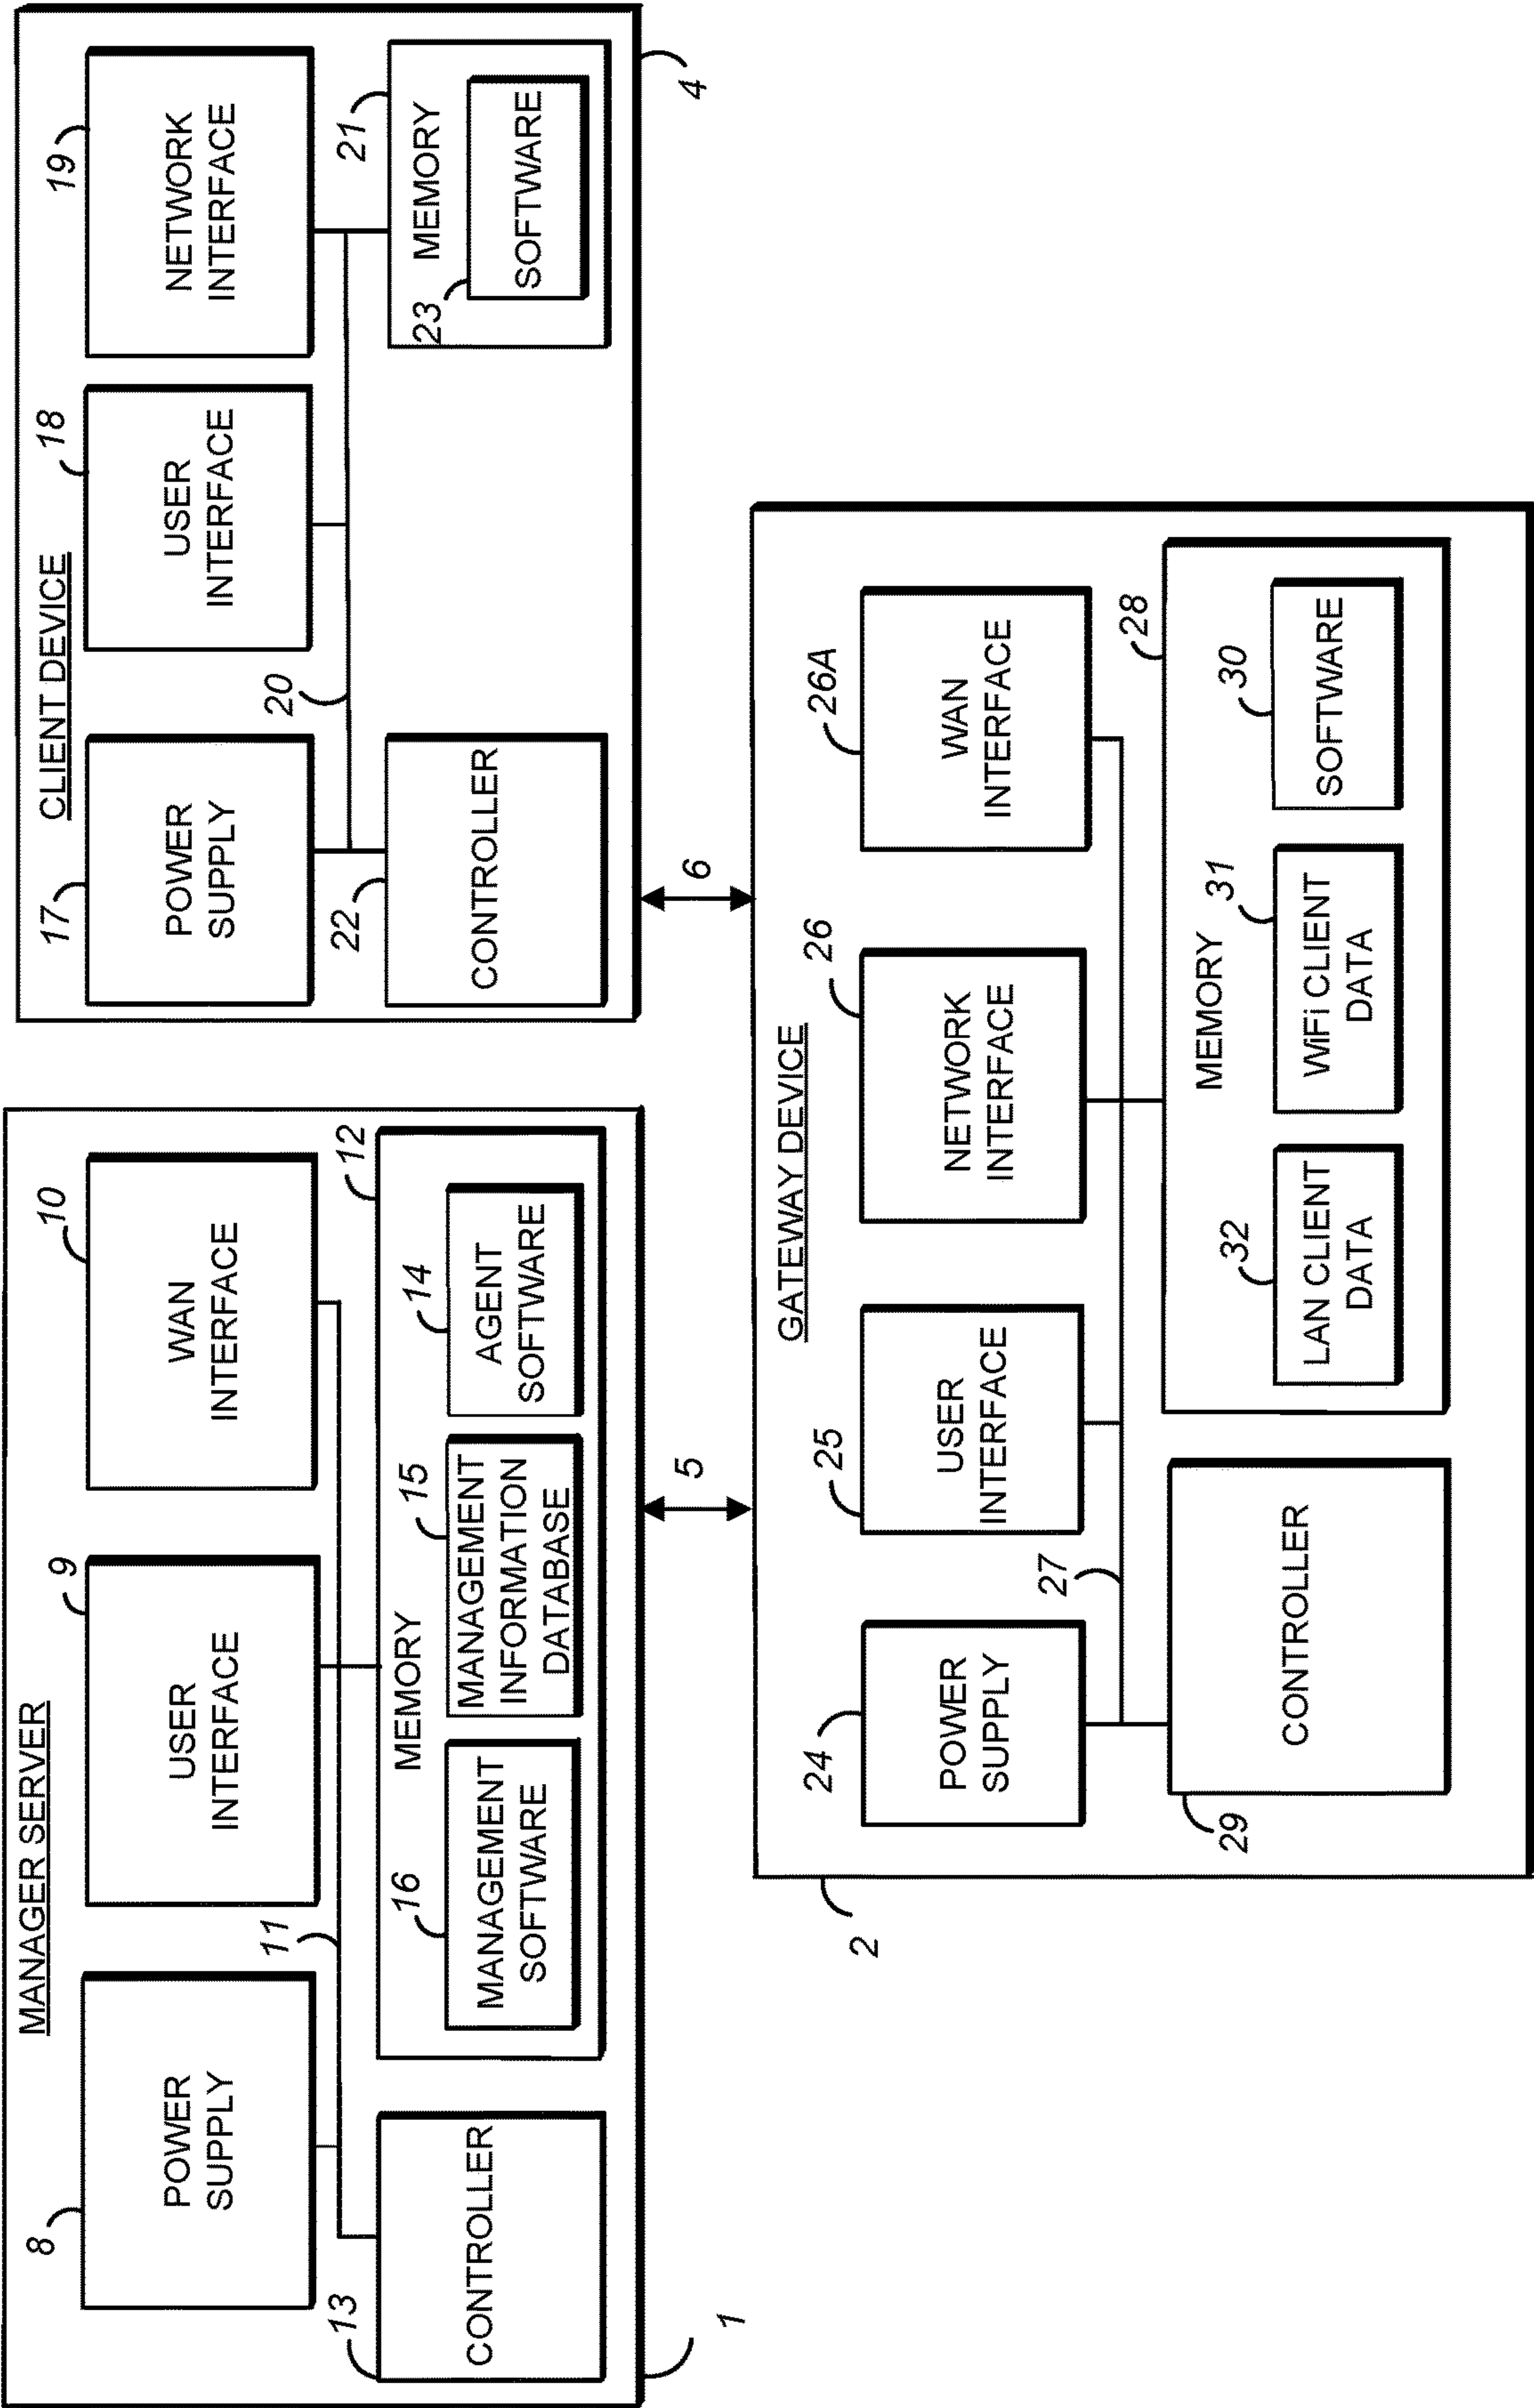 MANAGER SERVER
8
POWER
SUPPLY
9
USER
INTERFACE
10
WAN
INTERFACE
11
13
CONTROLLER
12
MEMORY
16
MANAGEMENT
SOFTWARE
15
MANAGEMENT
INFORMATION
DATABASE
14
AGENT
SOFTWARE
1
CLIENT DEVICE
17
POWER
SUPPLY
18
USER
INTERFACE
19
NETWORK
INTERFACE
20
22
CONTROLLER
21
MEMORY
23
SOFTWARE
4
5
6
GATEWAY DEVICE
24
POWER
SUPPLY
25
USER
INTERFACE
26
NETWORK
INTERFACE
26A
WAN
INTERFACE
27
29
CONTROLLER
28
MEMORY
32
LAN CLIENT
DATA
31
WiFi CLIENT
DATA
30
SOFTWARE
2